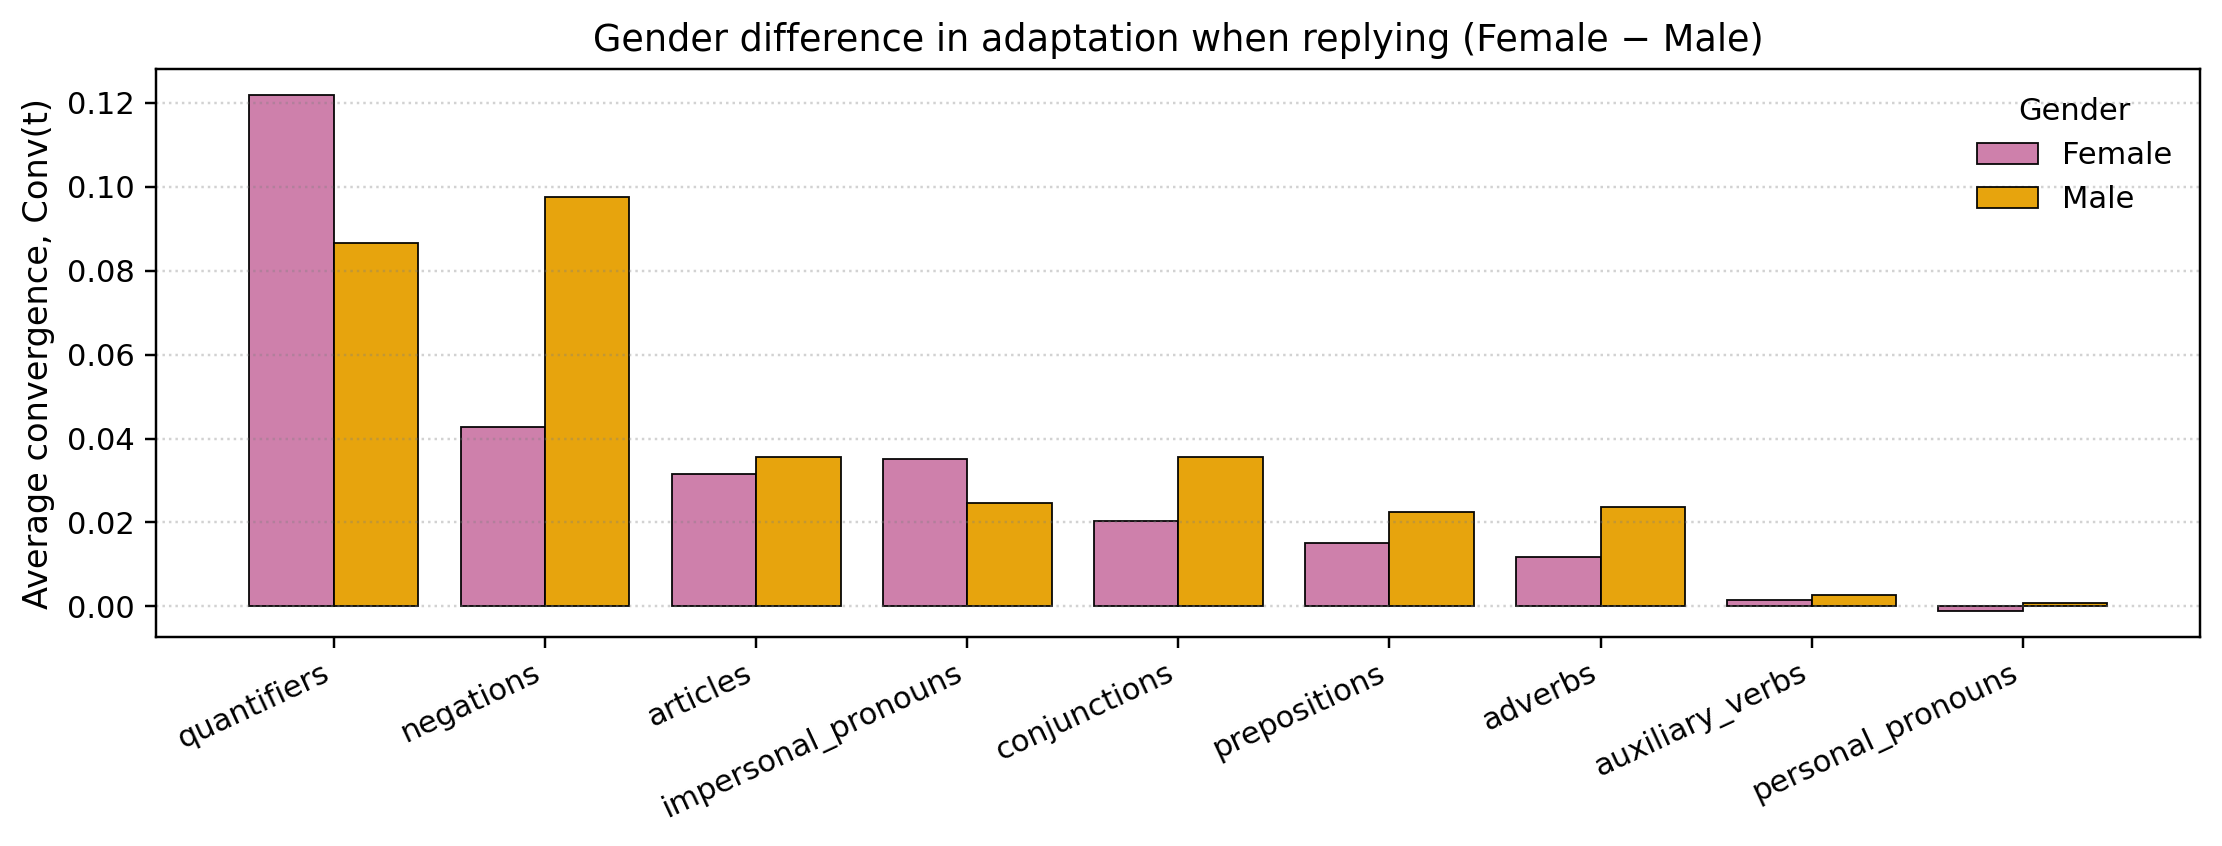 Gender difference in adaptation when replying (Female − Male)
Average convergence, Conv(t)
0.12
0.10
0.08
0.06
0.04
0.02
0.00
Gender
Female
Male
quantifiers
negations
articles
impersonal_pronouns
conjunctions
prepositions
adverbs
auxiliary_verbs
personal_pronouns